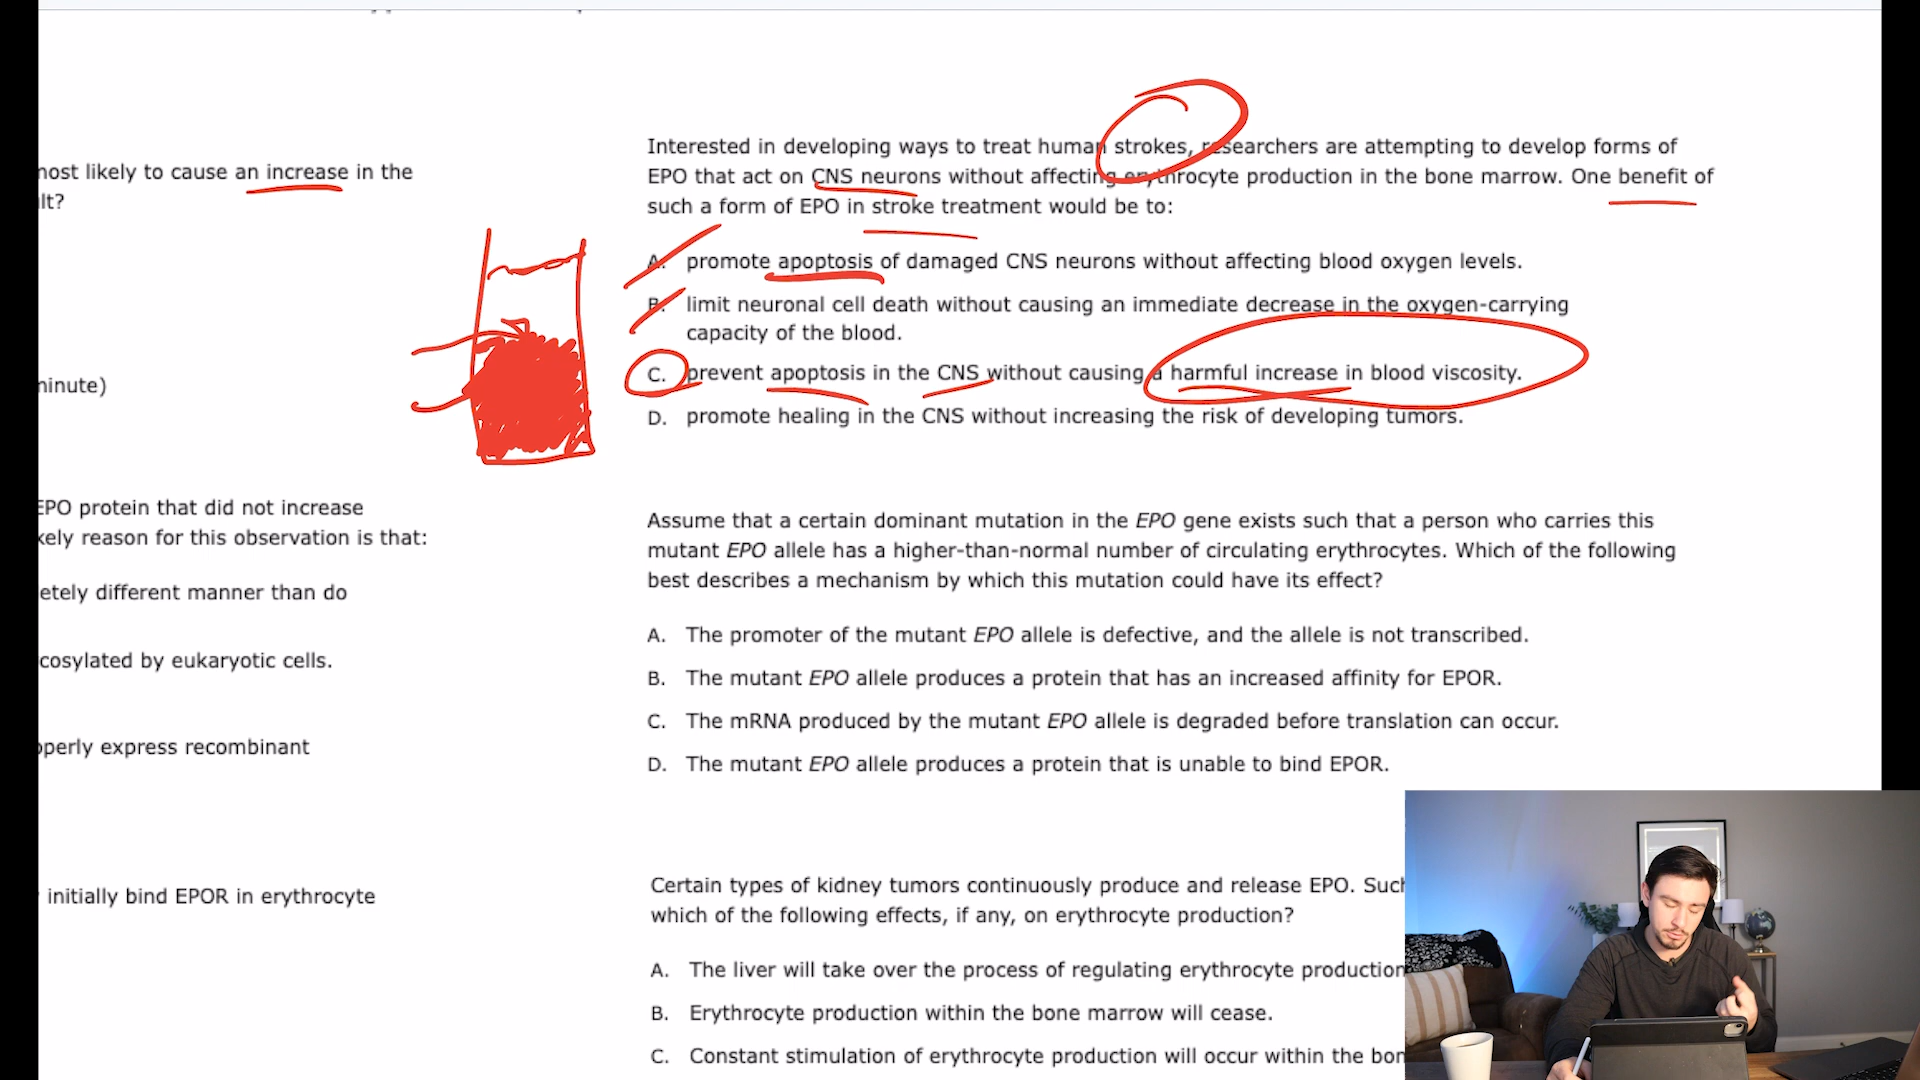 most likely to cause an increase in the
lt?
minute)
EPO protein that did not increase
kely reason for this observation is that:
etely different manner than do
cosylated by eukaryotic cells.
operly express recombinant
initially bind EPOR in erythrocyte
Interested in developing ways to treat human strokes, researchers are attempting to develop forms of
EPO that act on CNS neurons without affecting erythrocyte production in the bone marrow. One benefit of
such a form of EPO in stroke treatment would be to:
A. promote apoptosis of damaged CNS neurons without affecting blood oxygen levels.
B. limit neuronal cell death without causing an immediate decrease in the oxygen-carrying
capacity of the blood.
C. prevent apoptosis in the CNS without causing a harmful increase in blood viscosity.
D. promote healing in the CNS without increasing the risk of developing tumors.
Assume that a certain dominant mutation in the EPO gene exists such that a person who carries this
mutant EPO allele has a higher-than-normal number of circulating erythrocytes. Which of the following
best describes a mechanism by which this mutation could have its effect?
A. The promoter of the mutant EPO allele is defective, and the allele is not transcribed.
B. The mutant EPO allele produces a protein that has an increased affinity for EPOR.
C. The mRNA produced by the mutant EPO allele is degraded before translation can occur.
D. The mutant EPO allele produces a protein that is unable to bind EPOR.
Certain types of kidney tumors continuously produce and release EPO. Such
which of the following effects, if any, on erythrocyte production?
A. The liver will take over the process of regulating erythrocyte production
B. Erythrocyte production within the bone marrow will cease.
C. Constant stimulation of erythrocyte production will occur within the bon